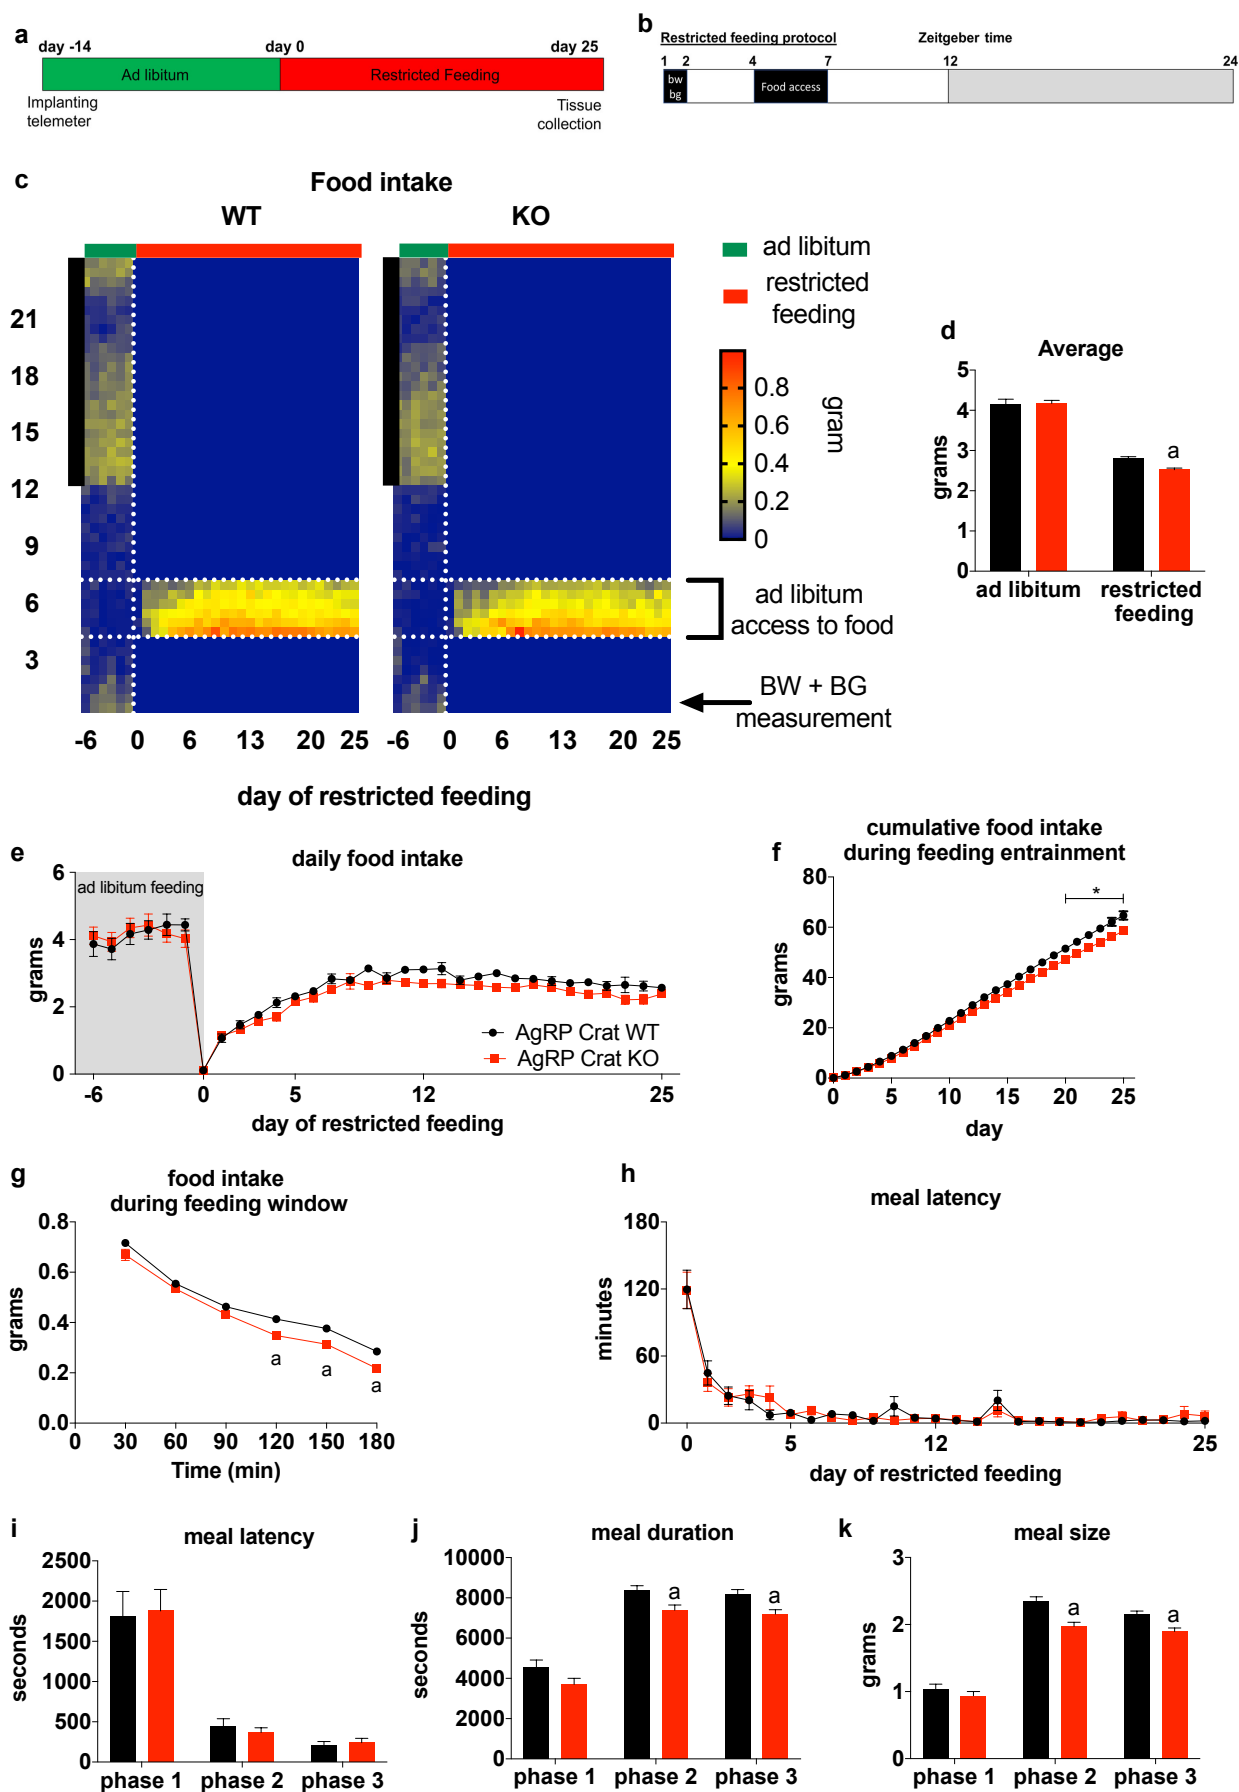 a
day -14
day 0
day 25
Ad libitum
Restricted Feeding
Implanting
telemeter
Tissue
collection
b
Restricted feeding protocol
Zeitgeber time
1 2 4 7 12 24
bw
bg
Food access
c
Food intake
WT
KO
ad libitum
restricted
feeding
21
18
15
12
9
6
3
0.8
0.6
0.4
0.2
0
gram
ad libitum
access to food
BW + BG
measurement
-6 0 6 13 20 25
-6 0 6 13 20 25
day of restricted feeding
d
Average
5
4
3
2
1
0
grams
a
ad libitum
restricted
feeding
e
daily food intake
ad libitum feeding
6
4
2
0
grams
AgRP Crat WT
AgRP Crat KO
-6 0 5 12 25
day of restricted feeding
f
cumulative food intake
during feeding entrainment
80
60
40
20
0
grams
*
0 5 10 15 20 25
day
g
food intake
during feeding window
0.8
0.6
0.4
0.2
0.0
grams
a
a
a
0 30 60 90 120 150 180
Time (min)
h
meal latency
180
120
60
0
minutes
0 5 12 25
day of restricted feeding
i
meal latency
2500
2000
1500
1000
500
0
seconds
phase 1 phase 2 phase 3
j
meal duration
10000
8000
6000
4000
2000
0
seconds
a
a
phase 1 phase 2 phase 3
k
meal size
3
2
1
0
grams
a
a
phase 1 phase 2 phase 3